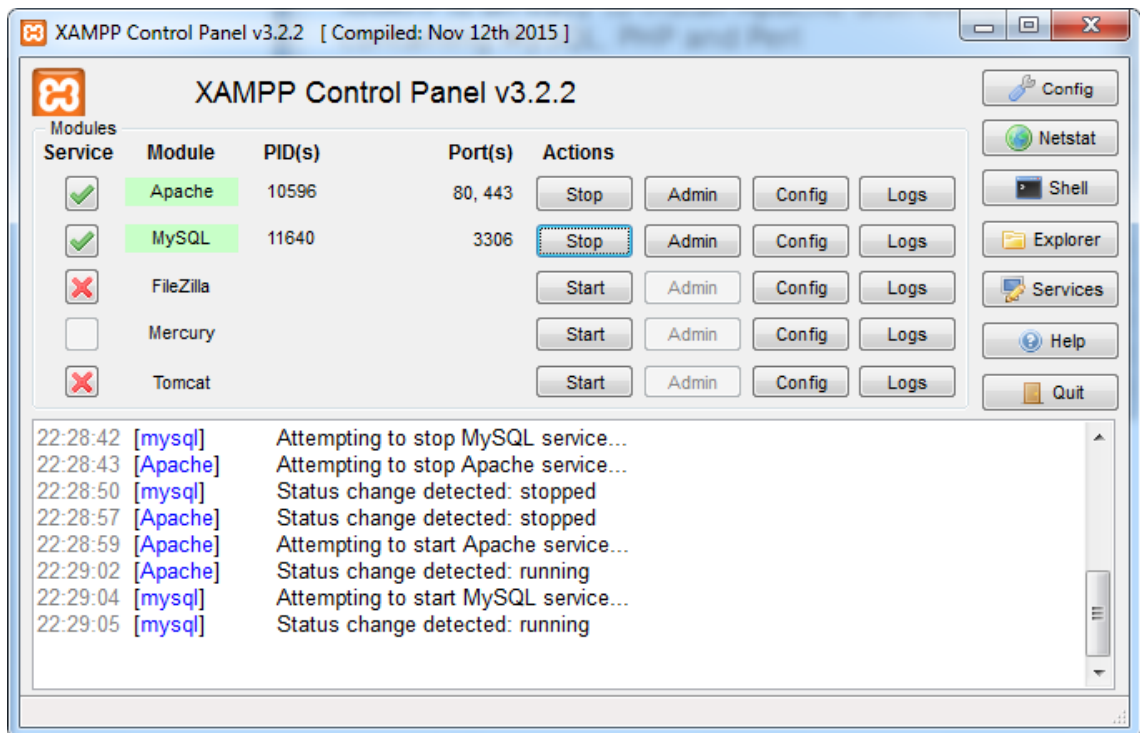 XAMPP Control Panel v3.2.2 [ Compiled: Nov 12th 2015 ]
XAMPP Control Panel v3.2.2
Config
Modules
Service Module PID(s) Port(s) Actions
Netstat
Apache 10596 80, 443 Stop Admin Config Logs
Shell
MySQL 11640 3306 Stop Admin Config Logs
Explorer
FileZilla Start Admin Config Logs
Services
Mercury Start Admin Config Logs
Help
Tomcat Start Admin Config Logs
Quit
22:28:42 [mysql] Attempting to stop MySQL service...
22:28:43 [Apache] Attempting to stop Apache service...
22:28:50 [mysql] Status change detected: stopped
22:28:57 [Apache] Status change detected: stopped
22:28:59 [Apache] Attempting to start Apache service...
22:29:02 [Apache] Status change detected: running
22:29:04 [mysql] Attempting to start MySQL service...
22:29:05 [mysql] Status change detected: running